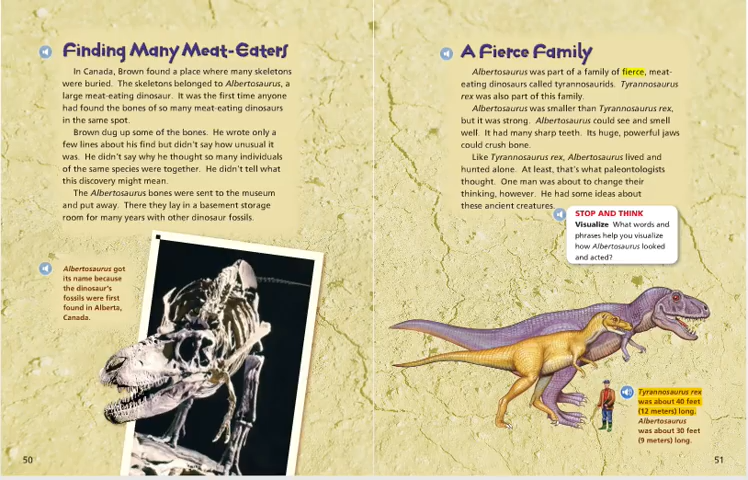 Finding Many Meat-Eaters
In Canada, Brown found a place where many skeletons
were buried. The skeletons belonged to Albertosaurus, a
large meat-eating dinosaur. It was the first time anyone
had found the bones of so many meat-eating dinosaurs
in the same spot.
Brown dug up some of the bones. He wrote only a
few lines about his find but didn't say how unusual it
was. He didn't say why he thought so many individuals
of the same species were together. He didn't tell what
this discovery might mean.
The Albertosaurus bones were sent to the museum
and put away. There they lay in a basement storage
room for many years with other dinosaur fossils.
Albertosaurus got
its name because
the dinosaur's
fossils were first
found in Alberta,
Canada.
50
A Fierce Family
Albertosaurus was part of a family of fierce, meat-
eating dinosaurs called tyrannosaurids. Tyrannosaurus
rex was also part of this family.
Albertosaurus was smaller than Tyrannosaurus rex,
but it was strong. Albertosaurus could see and smell
well. It had many sharp teeth. Its huge, powerful jaws
could crush bone.
Like Tyrannosaurus rex, Albertosaurus lived and
hunted alone. At least, that's what paleontologists
thought. One man was about to change their
thinking, however. He had some ideas about
these ancient creatures.
STOP AND THINK
Visualize What words and
phrases help you visualize
how Albertosaurus looked
and acted?
Tyrannosaurus rex
was about 40 feet
(12 meters) long.
Albertosaurus
was about 30 feet
(9 meters) long.
51